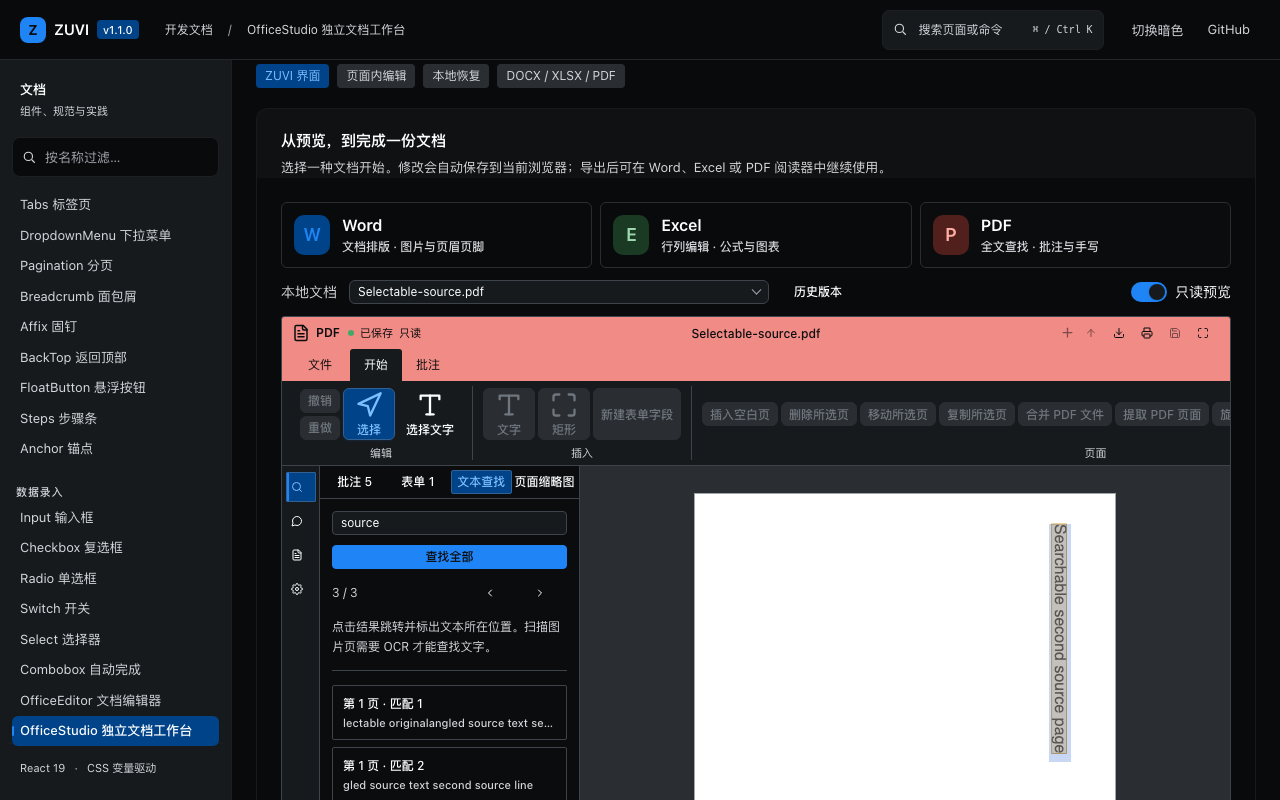 Z ZUVI v1.1.0 开发文档 / OfficeStudio 独立文档工作台 搜索页面或命令 ⌘ / Ctrl K 切换暗色 GitHub
文档
组件、规范与实践
按名称过滤...
Tabs 标签页
DropdownMenu 下拉菜单
Pagination 分页
Breadcrumb 面包屑
Affix 固钉
BackTop 返回顶部
FloatButton 悬浮按钮
Steps 步骤条
Anchor 锚点
数据录入
Input 输入框
Checkbox 复选框
Radio 单选框
Switch 开关
Select 选择器
Combobox 自动完成
OfficeEditor 文档编辑器
OfficeStudio 独立文档工作台
React 19 · CSS 变量驱动
ZUVI 界面 页面内编辑 本地恢复 DOCX / XLSX / PDF
从预览，到完成一份文档
选择一种文档开始。修改会自动保存到当前浏览器；导出后可在 Word、Excel 或 PDF 阅读器中继续使用。
W Word
文档排版 · 图片与页眉页脚
E Excel
行列编辑 · 公式与图表
P PDF
全文查找 · 批注与手写
本地文档 Selectable-source.pdf 历史版本 只读预览
PDF 已保存 只读 Selectable-source.pdf
文件 开始 批注
撤销
重做
选择
选择文字
编辑
文字
矩形
新建表单字段
插入
插入空白页 删除所选页 移动所选页 复制所选页 合并 PDF 文件 提取 PDF 页面 旋
页面
批注 5 表单 1 文本查找 页面缩略图
source
查找全部
3 / 3
点击结果跳转并标出文本所在位置。扫描图
片页需要 OCR 才能查找文字。
第 1 页 · 匹配 1
lectable originalangled source text se...
第 1 页 · 匹配 2
gled source text second source line
Searchable second source page